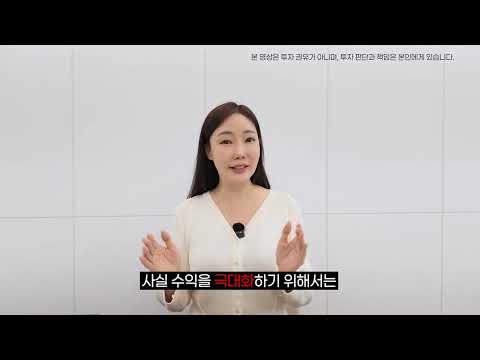 본 영상은 투자 권유가 아니며, 투자 판단과 책임은 본인에게 있습니다.
사실 수익을 극대화하기 위해서는